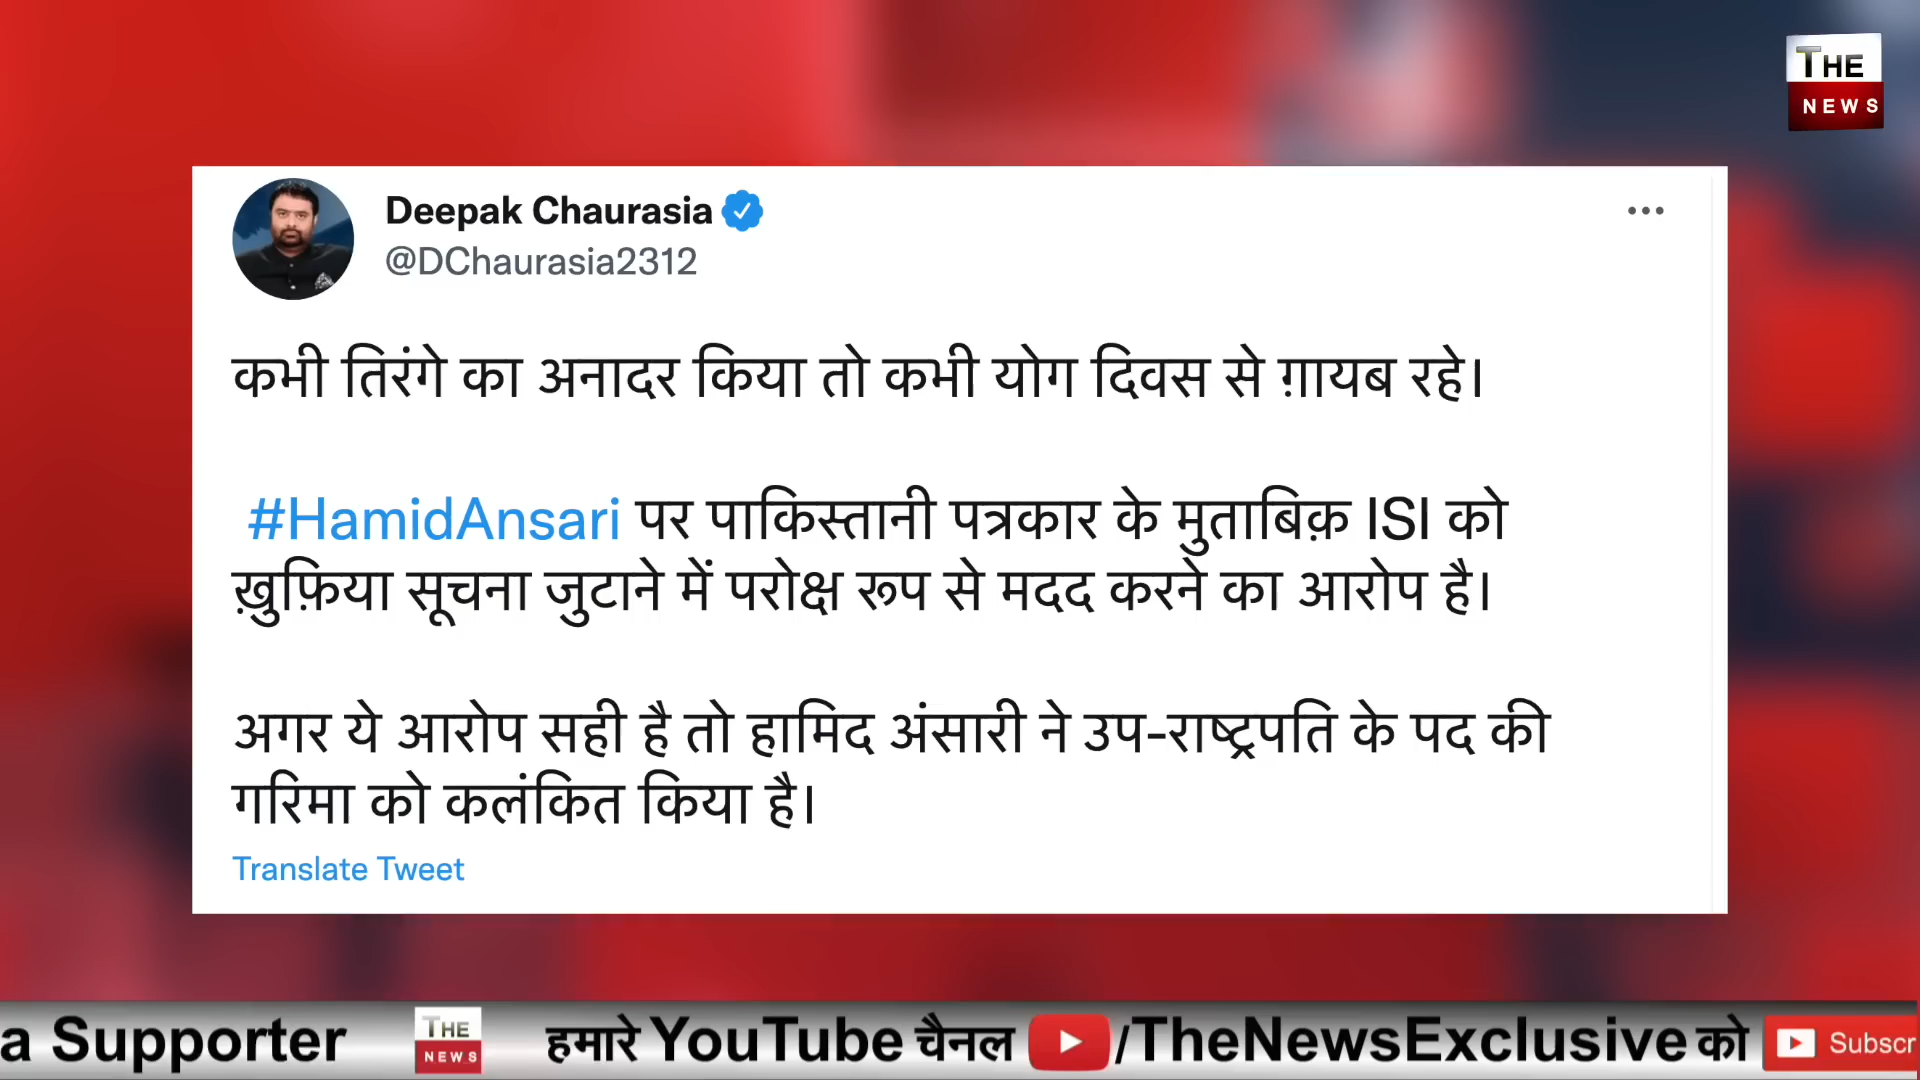 THE
NEWS
Deepak Chaurasia
@DChaurasia2312
कभी तिरंगे का अनादर किया तो कभी योग दिवस से ग़ायब रहे।
#HamidAnsari पर पाकिस्तानी पत्रकार के मुताबिक़ ISI को
ख़ुफ़िया सूचना जुटाने में परोक्ष रूप से मदद करने का आरोप है।
अगर ये आरोप सही है तो हामिद अंसारी ने उप-राष्ट्रपति के पद की
गरिमा को कलंकित किया है।
Translate Tweet
a Supporter THE NEWS हमारे YouTube चैनल /TheNewsExclusive को Subscr